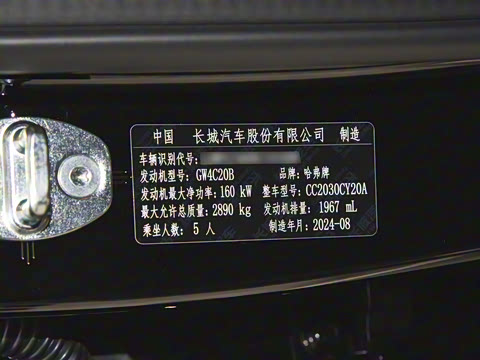 中国 长城汽车股份有限公司 制造
车辆识别代号:
发动机型号: GW4C20B 品牌: 哈弗牌
发动机最大净功率: 160 kW 整车型号: CC2030CY20A
最大允许总质量: 2890 kg 发动机排量: 1967 mL
乘坐人数: 5 人 制造年月: 2024-08